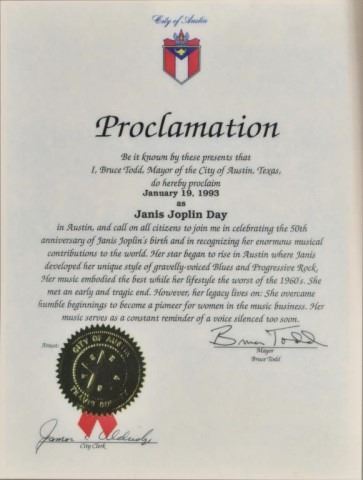 City of Austin
Proclamation
Be it known by these presents that
I, Bruce Todd, Mayor of the City of Austin, Texas,
do hereby proclaim
January 19, 1993
as
Janis Joplin Day
in Austin, and call on all citizens to join me in celebrating the 50th
anniversary of Janis Joplin's birth and in recognizing her enormous musical
contributions to the world. Her star began to rise in Austin where Janis
developed her unique style of gravelly-voiced Blues and Progressive Rock.
Her music embodied the best while her lifestyle the worst of the 1960's. She
met an early and tragic end. However, her legacy lives on: She overcame
humble beginnings to become a pioneer for women in the music business. Her
music serves as a constant reminder of a voice silenced too soon.
Bruce Todd
Mayor
Bruce Todd
Attest:
CITY OF AUSTIN
James E Aldridge
City Clerk